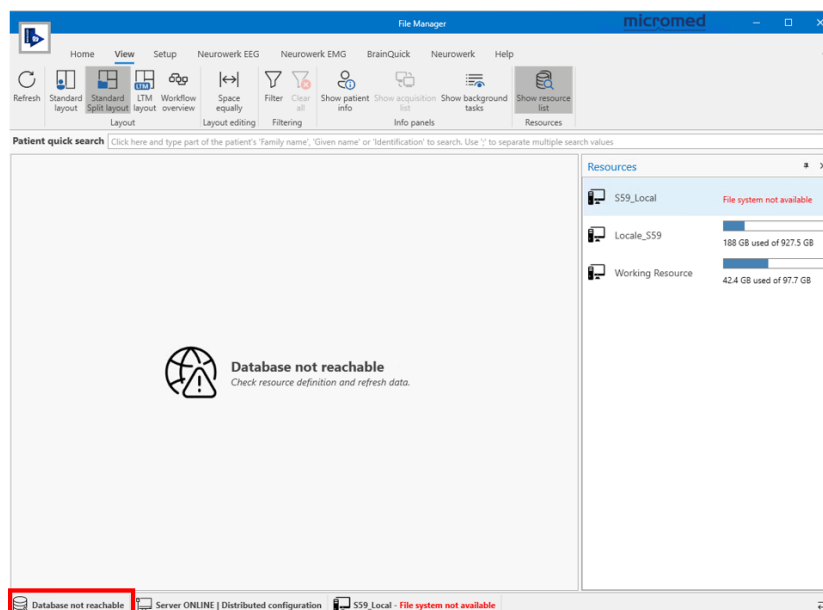 File Manager
micromed
Home View Setup Neurowerk EEG Neurowerk EMG BrainQuick Neurowerk Help
Refresh
Standard layout
Standard Split layout
LTM
LTM layout
Workflow overview
Space equally
Filter
Clear all
Show patient info
Show acquisition list
Show background tasks
Show resource list
Layout
Layout editing
Filtering
Info panels
Resources
Patient quick search
Click here and type part of the patient's 'Family name', 'Given name' or 'Identification' to search. Use ';' to separate multiple search values
Resources
S59_Local
File system not available
Locale_S59
188 GB used of 927.5 GB
Working Resource
42.4 GB used of 97.7 GB
Database not reachable
Check resource definition and refresh data.
Database not reachable
Server ONLINE | Distributed configuration
S59_Local - File system not available